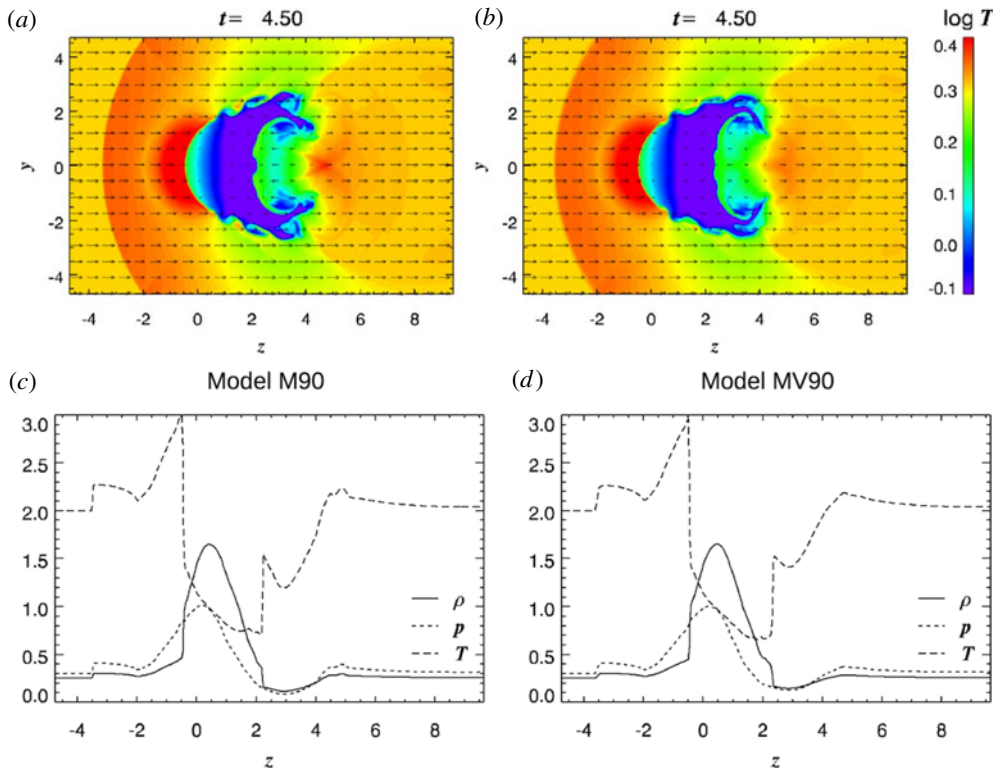 (a) t= 4.50
(b) t= 4.50 log T
4 2 0 -2 -4
y
-4 -2 0 2 4 6 8
z
4 2 0 -2 -4
y
-4 -2 0 2 4 6 8
z
0.4
0.3
0.2
0.1
0.0
-0.1
(c) Model M90
3.0
2.5
2.0
1.5
1.0
0.5
0.0
ρ
p
T
-4 -2 0 2 4 6 8
z
(d) Model MV90
3.0
2.5
2.0
1.5
1.0
0.5
0.0
ρ
p
T
-4 -2 0 2 4 6 8
z